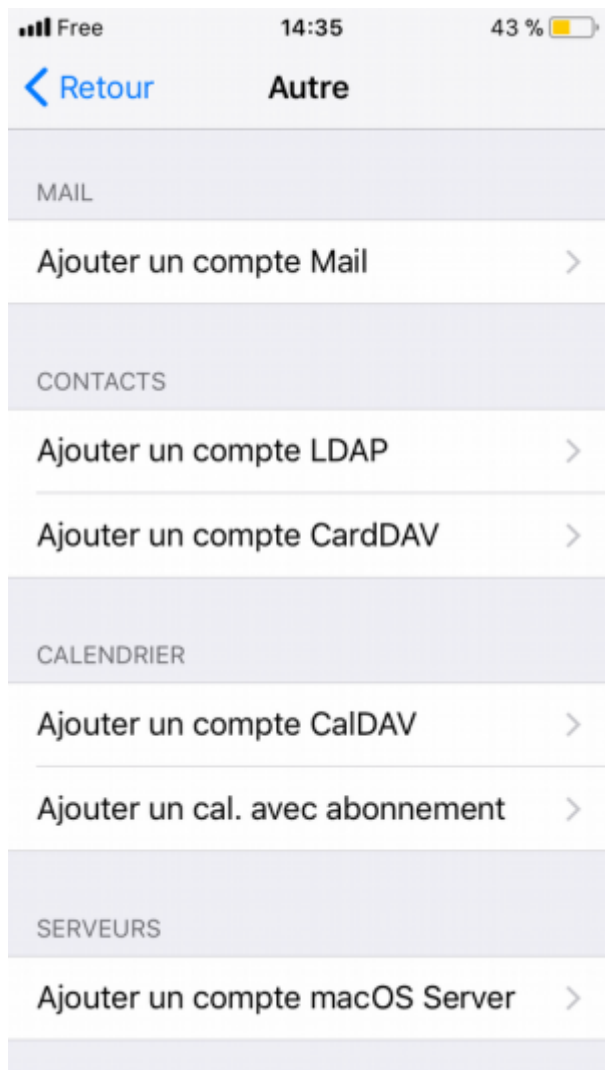 Free 14:35 43 %
Retour Autre
MAIL
Ajouter un compte Mail
CONTACTS
Ajouter un compte LDAP
Ajouter un compte CardDAV
CALENDRIER
Ajouter un compte CalDAV
Ajouter un cal. avec abonnement
SERVEURS
Ajouter un compte macOS Server